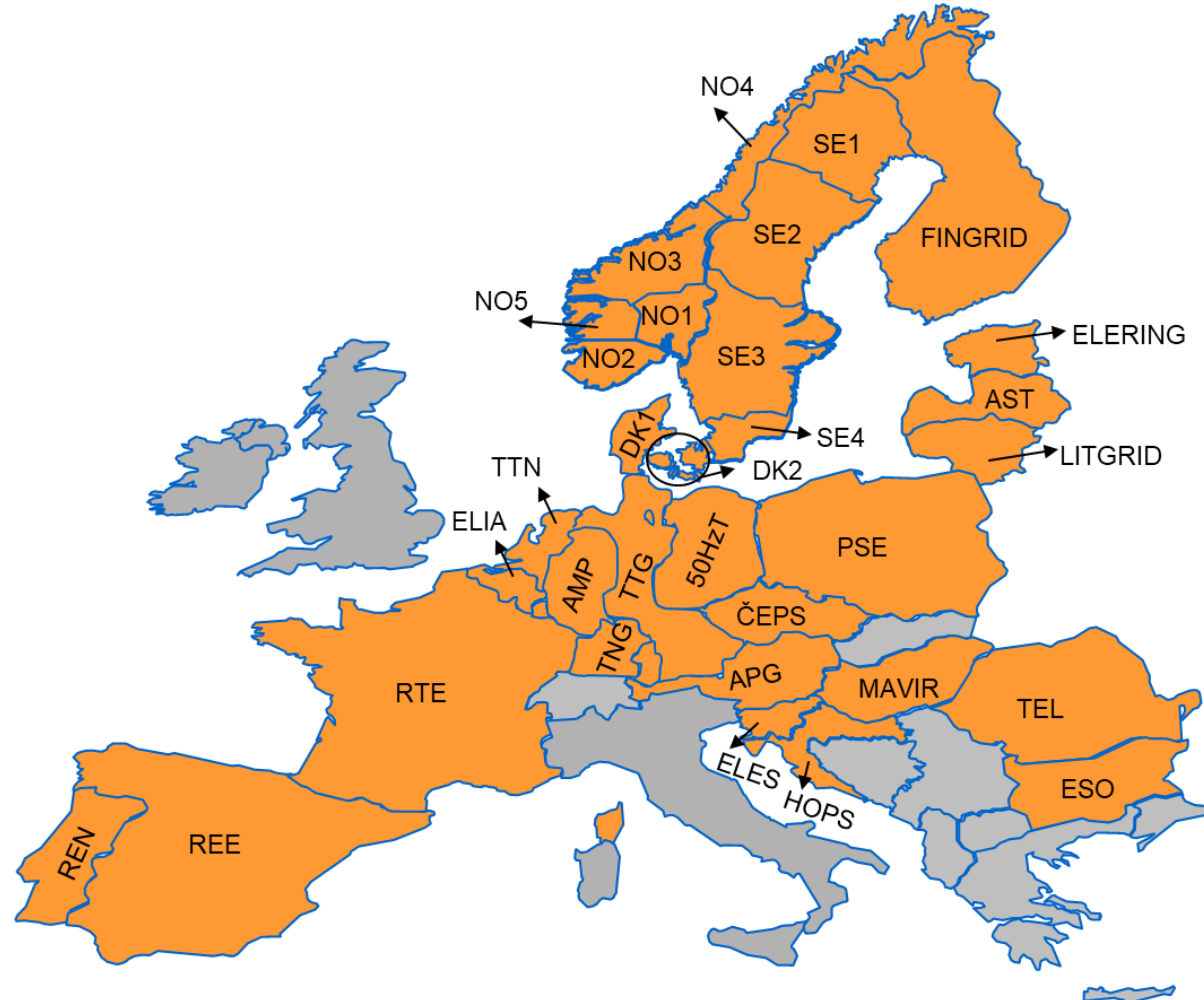 NO4
SE1
SE2
FINGRID
NO3
NO5
NO1
NO2
SE3
ELERING
AST
DK1
SE4
LITGRID
DK2
TTN
ELIA
PSE
50HzT
TTG
AMP
ČEPS
TNG
APG
MAVIR
RTE
TEL
ELES
HOPS
ESO
REN
REE